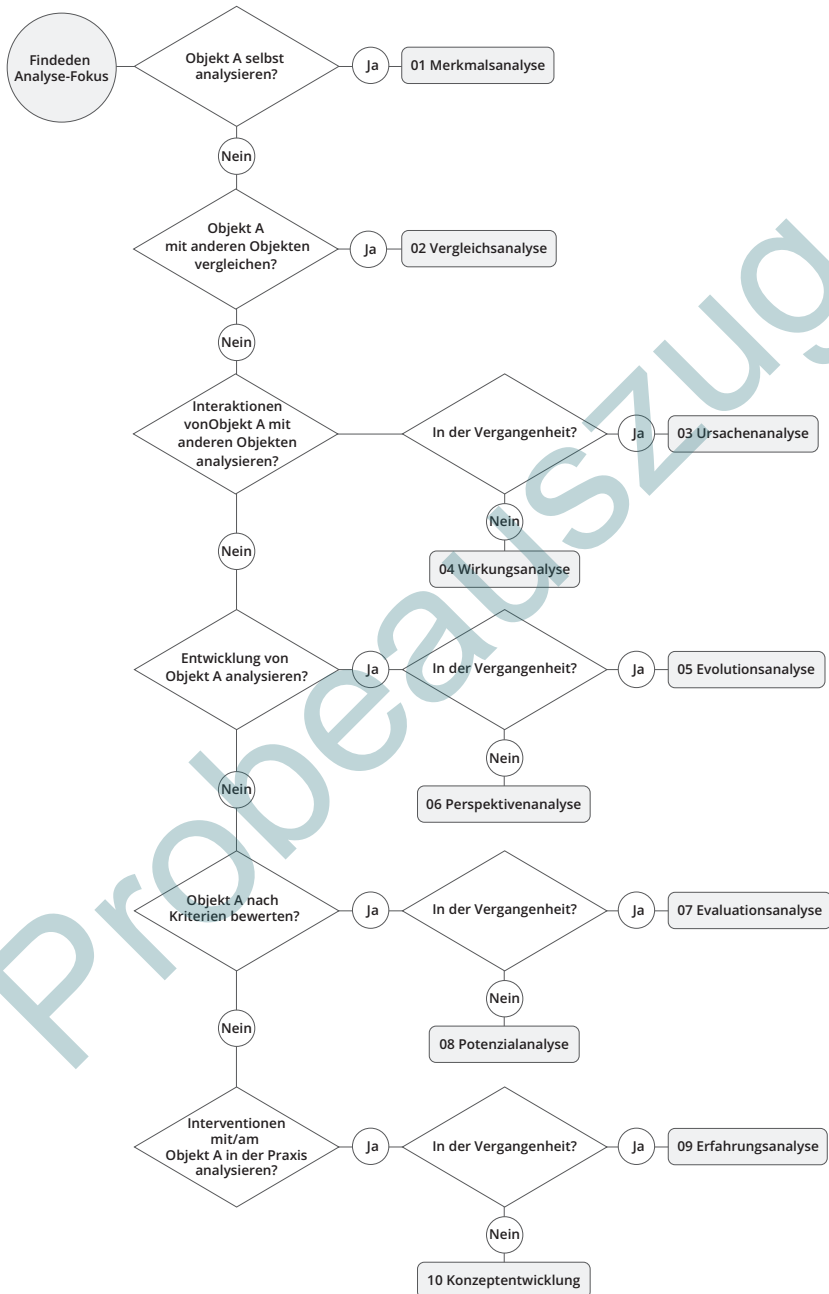 Findeden
Analyse-Fokus
Objekt A selbst
analysieren?
Ja
01 Merkmalsanalyse
Nein
Objekt A
mit anderen Objekten
vergleichen?
Ja
02 Vergleichsanalyse
Nein
Interaktionen
vonObjekt A mit
anderen Objekten
analysieren?
In der Vergangenheit?
Ja
03 Ursachenanalyse
Nein
04 Wirkungsanalyse
Nein
Entwicklung von
Objekt A analysieren?
Ja
In der Vergangenheit?
Ja
05 Evolutionsanalyse
Nein
06 Perspektivenanalyse
Nein
Objekt A nach
Kriterien bewerten?
Ja
In der Vergangenheit?
Ja
07 Evaluationsanalyse
Nein
08 Potenzialanalyse
Nein
Interventionen
mit/am
Objekt A in der Praxis
analysieren?
Ja
In der Vergangenheit?
Ja
09 Erfahrungsanalyse
Nein
10 Konzeptentwicklung
Probeauszug